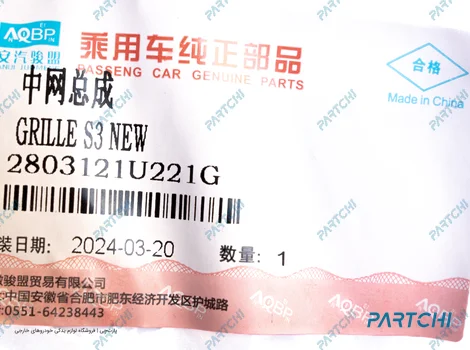 AQBP
安汽骏盟
乘用车纯正部品
PASSENG CAR GENUINE PARTS
合格
Made in China
中网总成
GRILLE S3 NEW
2803121U221G
装日期: 2024-03-20
数量: 1
骏盟贸易有限公司
:中国安徽省合肥市肥东经济开发区护城路
:0551-64238443
AQBP
PARTCHI
پارتچی | فروشگاه لوازم یدکی خودروهای خارجی